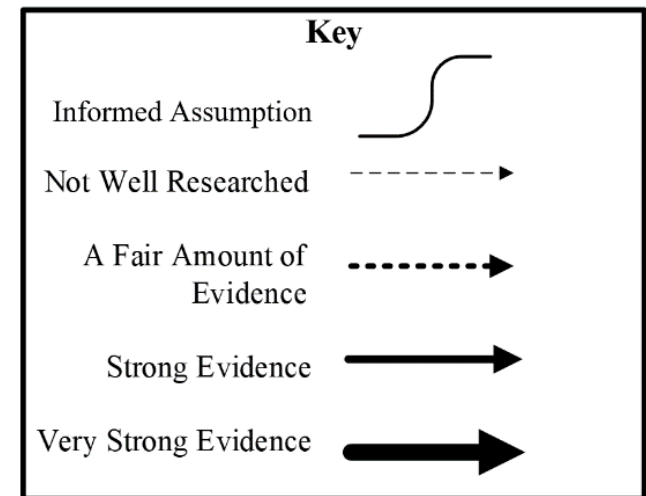 Key
Informed Assumption
Not Well Researched
A Fair Amount of
Evidence
Strong Evidence
Very Strong Evidence